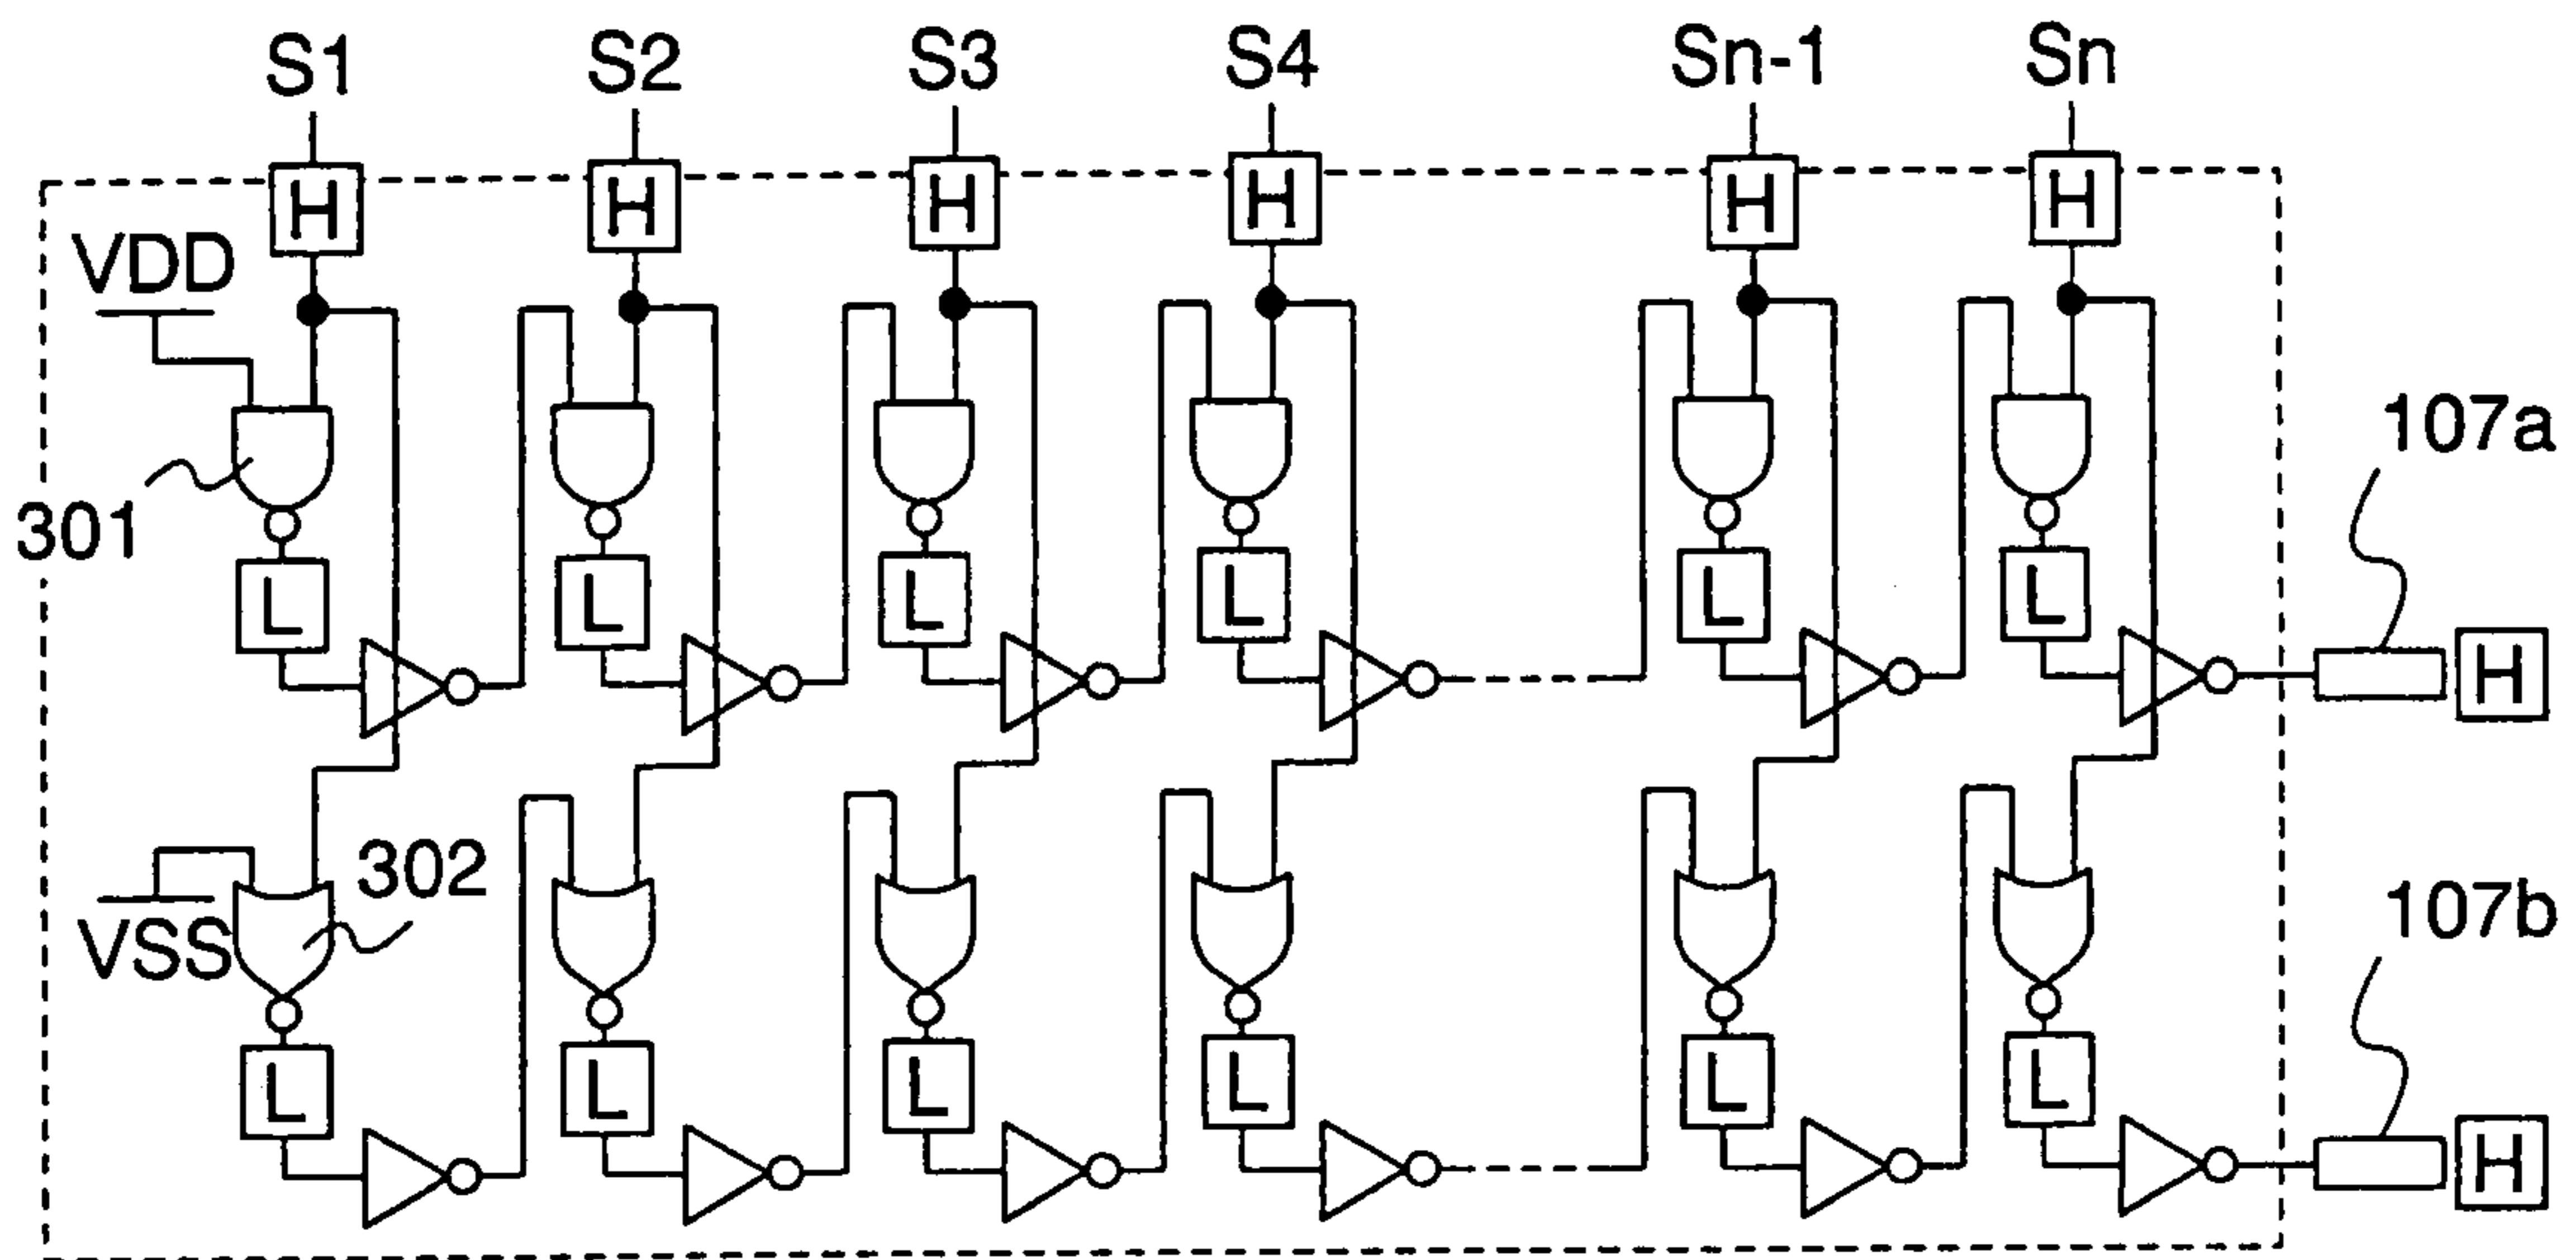 S1 S2 S3 S4 Sn-1 Sn
H H H H H H
VDD
107a
301
L L L L L L
H
302
VSS
107b
L L L L L L
H